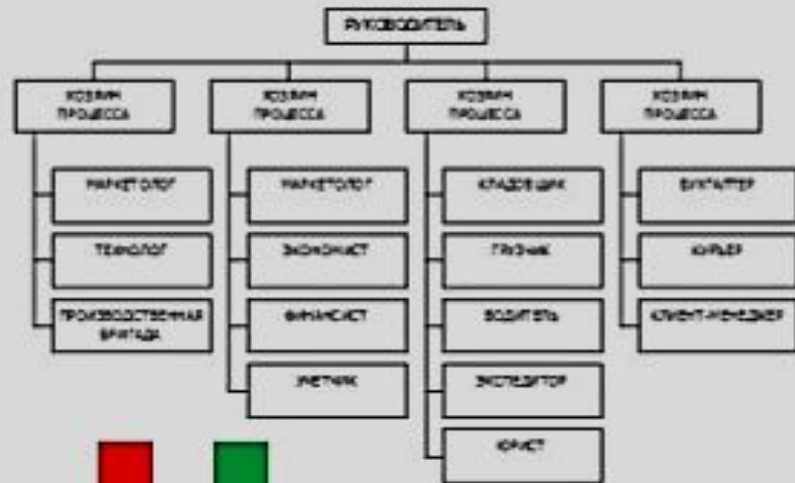 РУКОВОДИТЕЛЬ
ХОЗЯИН
ПРОЦЕССА
ХОЗЯИН
ПРОЦЕССА
ХОЗЯИН
ПРОЦЕССА
ХОЗЯИН
ПРОЦЕССА
МАРКЕТОЛОГ
ТЕХНОЛОГ
ПРОИЗВОДСТВЕННАЯ
БРИГАДА
МАРКЕТОЛОГ
ЭКОНОМИСТ
ФИНАНСИСТ
УЧЕТЧИК
КЛАДОВЩИК
ГРУЗЧИК
ВОДИТЕЛЬ
ЭКСПЕДИТОР
ЮРИСТ
БУХГАЛТЕР
КУРЬЕР
КЛИЕНТ-МЕНЕДЖЕР